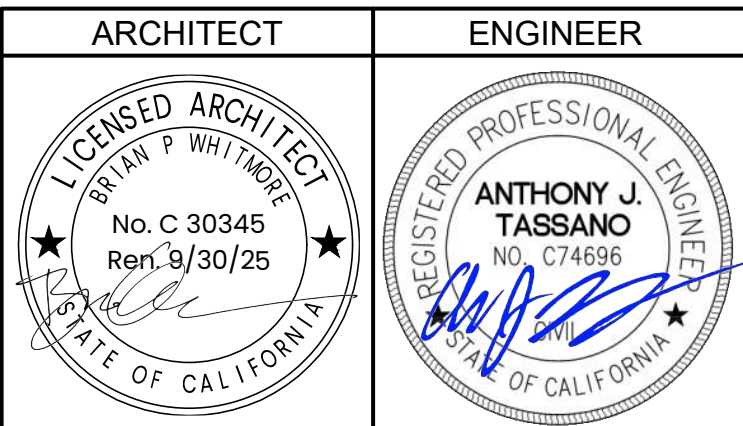 ARCHITECT
LICENSED ARCHITECT
BRIAN P WHITMORE
No. C 30345
Ren. 9/30/25
STATE OF CALIFORNIA
ENGINEER
REGISTERED PROFESSIONAL ENGINEER
ANTHONY J.
TASSANO
NO. C74696
CIVIL
STATE OF CALIFORNIA